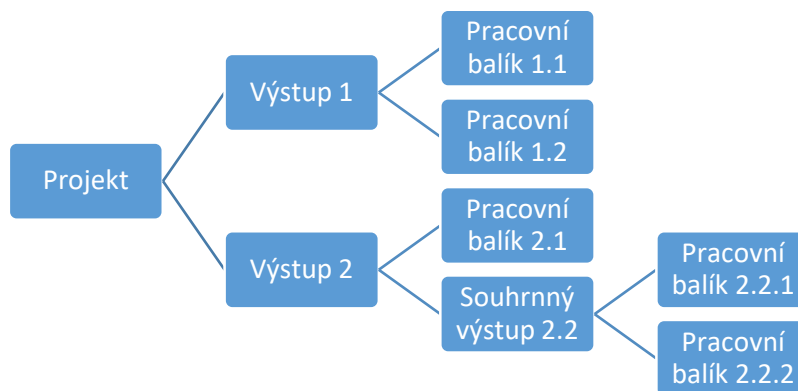 Projekt
Výstup 1
Pracovní
balík 1.1
Pracovní
balík 1.2
Výstup 2
Pracovní
balík 2.1
Souhrnný
výstup 2.2
Pracovní
balík 2.2.1
Pracovní
balík 2.2.2